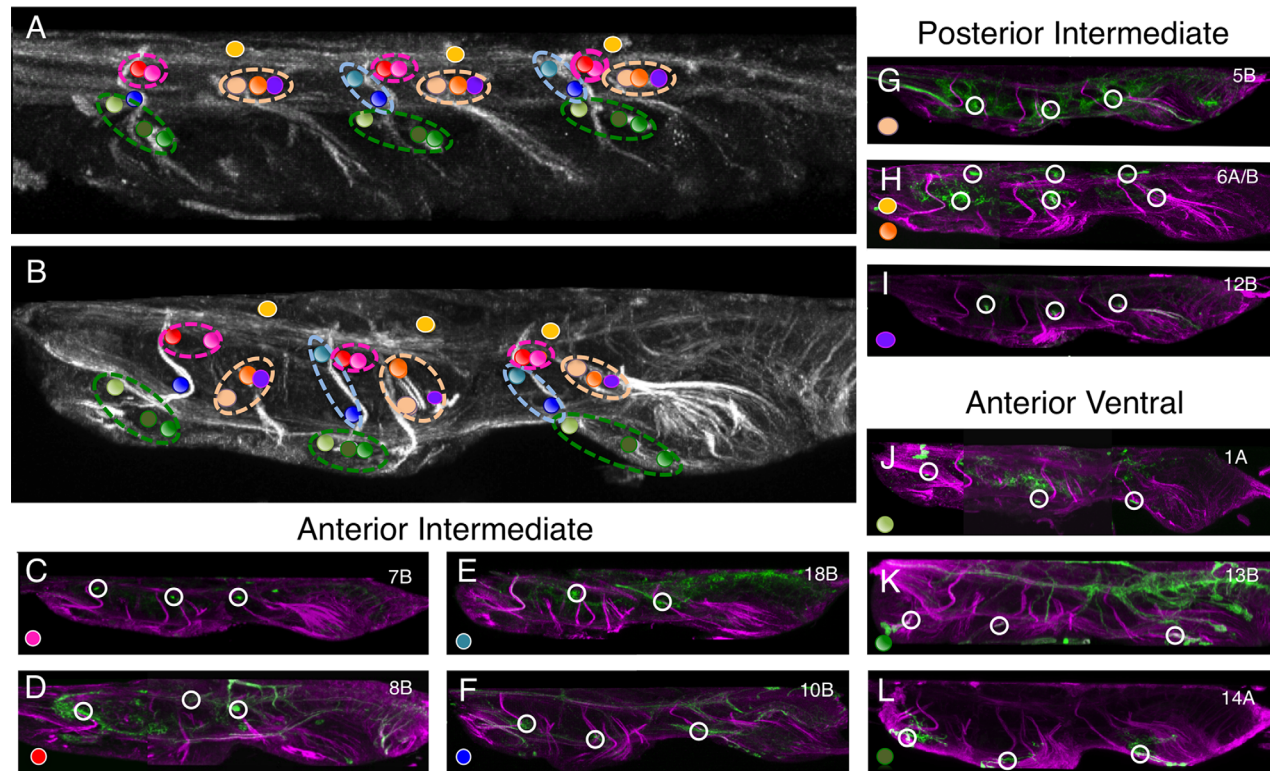 A
B
Anterior Intermediate
C
7B
D
8B
E
18B
F
10B
Posterior Intermediate
G
5B
H
6A/B
I
12B
Anterior Ventral
J
1A
K
13B
L
14A